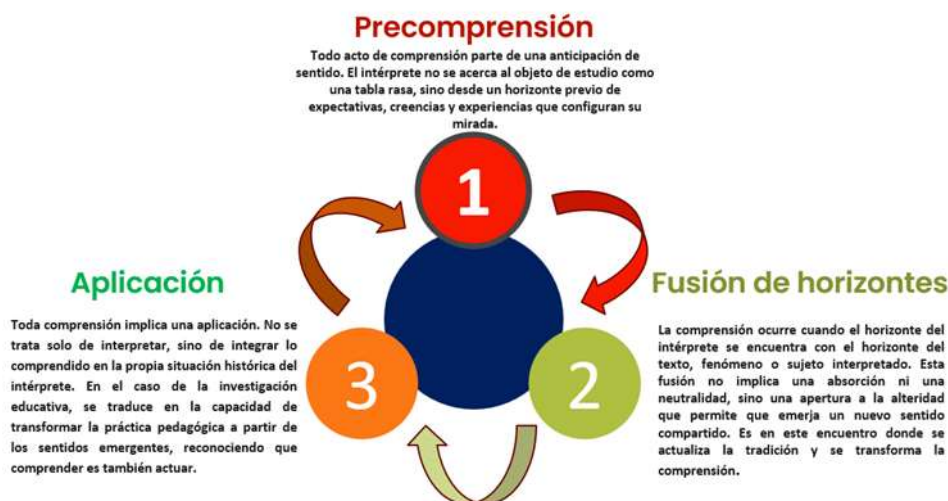 Precomprensión
Todo acto de comprensión parte de una anticipación de
sentido. El intérprete no se acerca al objeto de estudio como
una tabla rasa, sino desde un horizonte previo de
expectativas, creencias y experiencias que configuran su
mirada.
1
Fusión de horizontes
La comprensión ocurre cuando el horizonte del
intérprete se encuentra con el horizonte del
texto, fenómeno o sujeto interpretado. Esta
fusión no implica una absorción ni una
neutralidad, sino una apertura a la alteridad
que permite que emerja un nuevo sentido
compartido. Es en este encuentro donde se
actualiza la tradición y se transforma la
comprensión.
2
Aplicación
Toda comprensión implica una aplicación. No se
trata solo de interpretar, sino de integrar lo
comprendido en la propia situación histórica del
intérprete. En el caso de la investigación
educativa, se traduce en la capacidad de
transformar la práctica pedagógica a partir de
los sentidos emergentes, reconociendo que
comprender es también actuar.
3